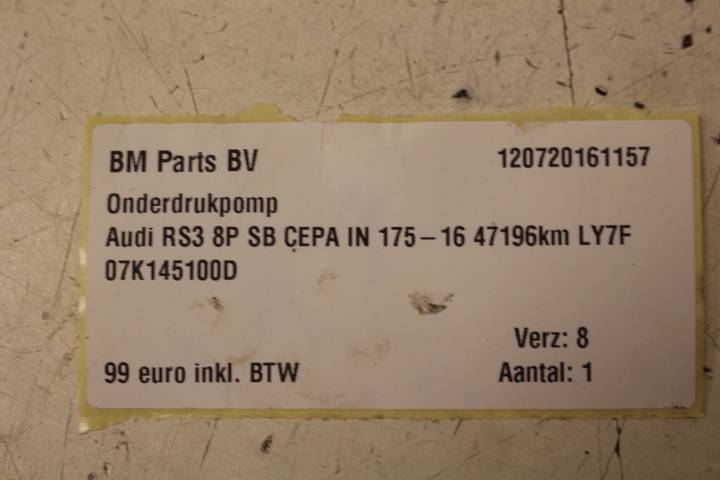 BM Parts BV 120720161157
Onderdrukpomp
Audi RS3 8P SB CEPA IN 175-16 47196km LY7F
07K145100D
Verz: 8
99 euro inkl. BTW Aantal: 1